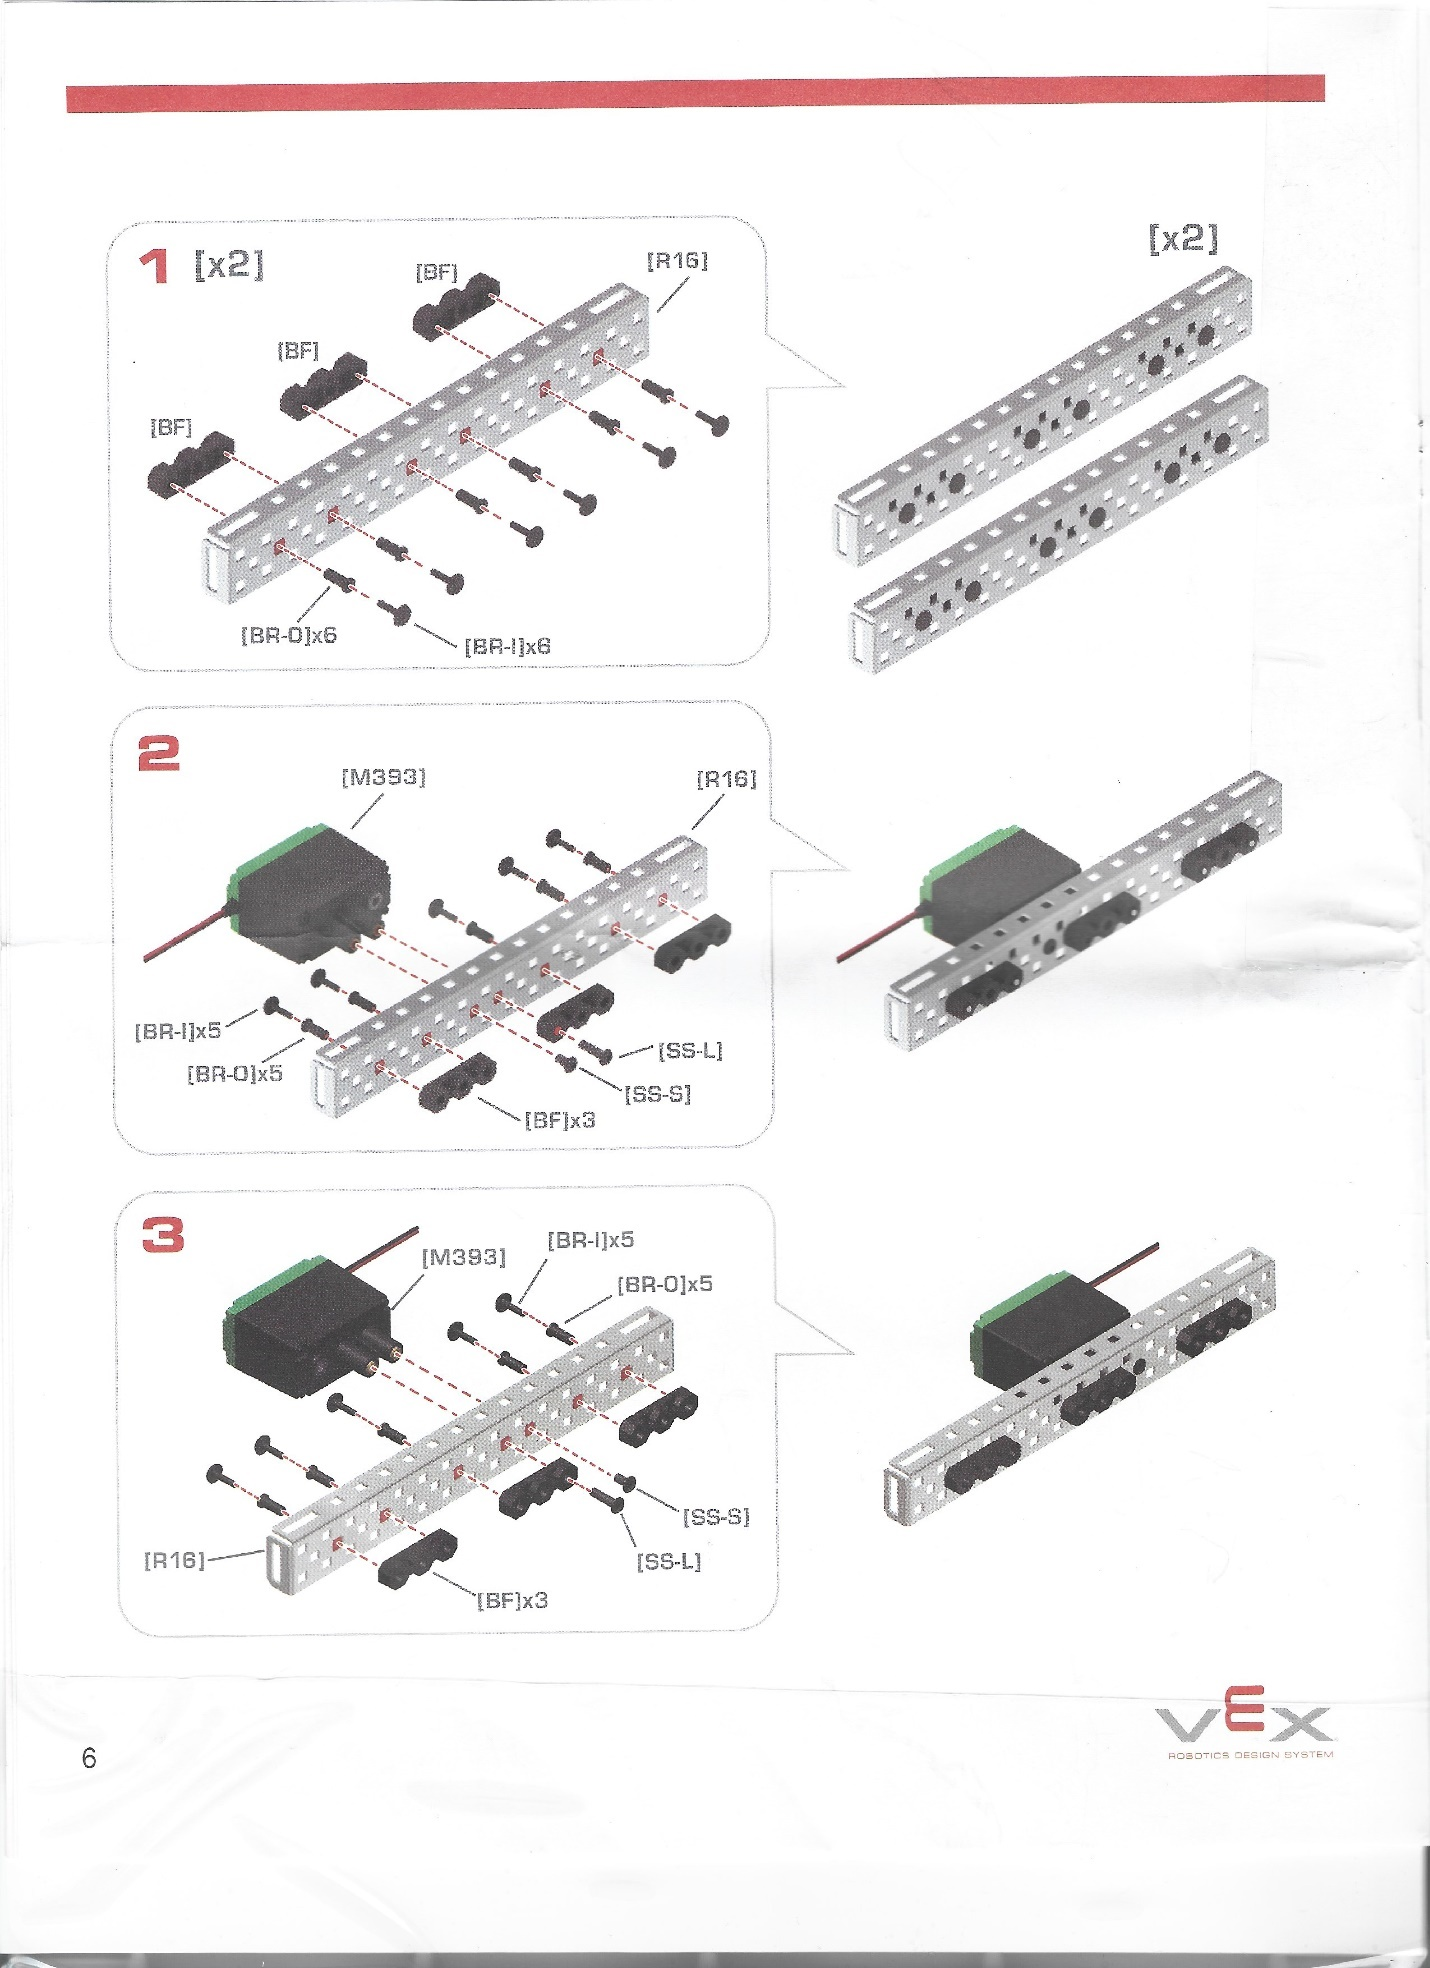 1 [x2]
[BF]
[R16]
[x2]
[BF]
[BF]
[BR-O]x6
[BR-I]x6
2
[M393]
[R16]
[BR-I]x5
[BR-O]x5
[SS-L]
[SS-S]
[BF]x3
3
[M393]
[BR-I]x5
[BR-O]x5
[SS-S]
[SS-L]
[R16]
[BF]x3
VEX
ROBOTICS DESIGN SYSTEM
6